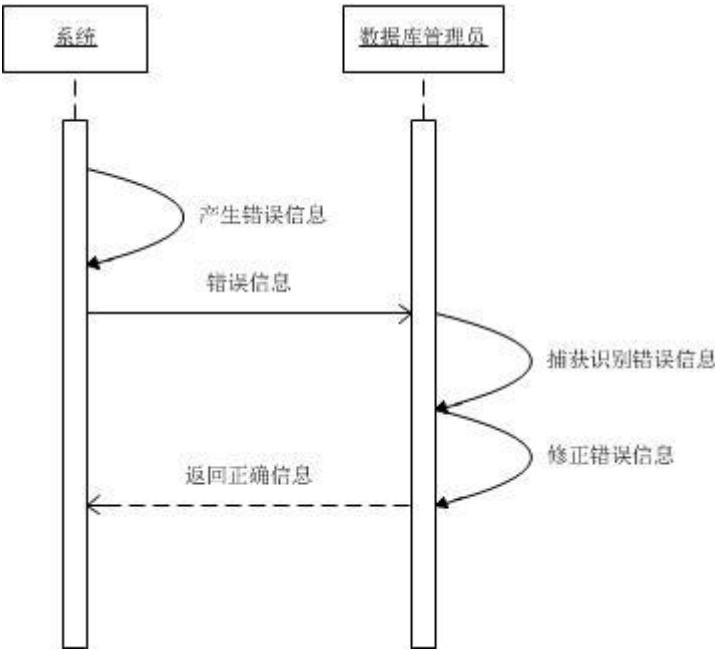 系统
数据库管理员
产生错误信息
错误信息
捕获识别错误信息
修正错误信息
返回正确信息